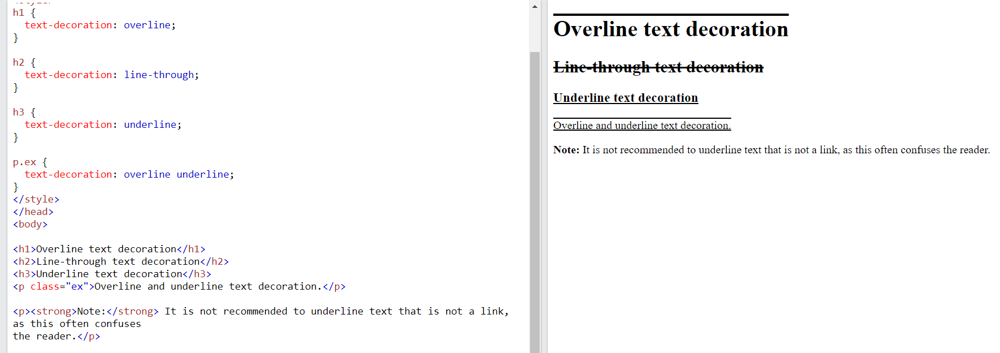 h1 {
  text-decoration: overline;
}
h2 {
  text-decoration: line-through;
}
h3 {
  text-decoration: underline;
}
p.ex {
  text-decoration: overline underline;
}
</style>
</head>
<body>
<h1>Overline text decoration</h1>
<h2>Line-through text decoration</h2>
<h3>Underline text decoration</h3>
<p class="ex">Overline and underline text decoration.</p>
<p><strong>Note:</strong> It is not recommended to underline text that is not a link,
as this often confuses
the reader.</p>
Overline text decoration
Line-through text decoration
Underline text decoration
Overline and underline text decoration.
Note: It is not recommended to underline text that is not a link, as this often confuses the reader.